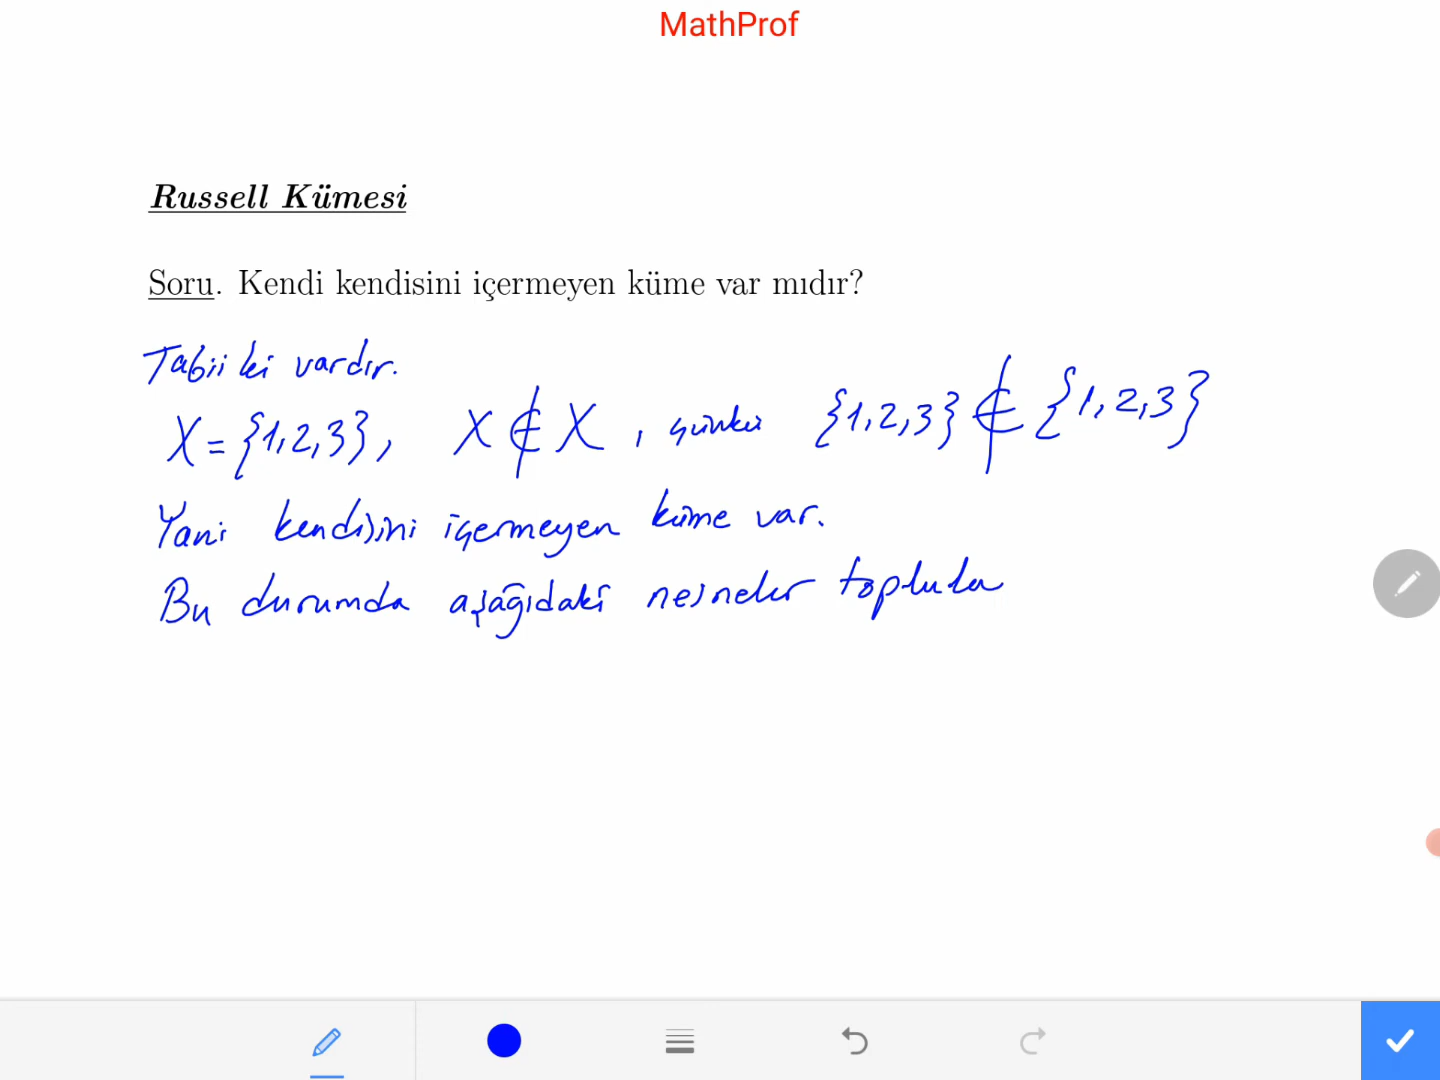 MathProf
Russell Kümesi
Soru. Kendi kendisini içermeyen küme var mıdır?
Tabii ki vardır.
X = {1,2,3}, X ∉ X, çünkü {1,2,3} ∉ {1,2,3}
Yani kendisini içermeyen küme var.
Bu durumda aşağıdaki nesneler toplulu